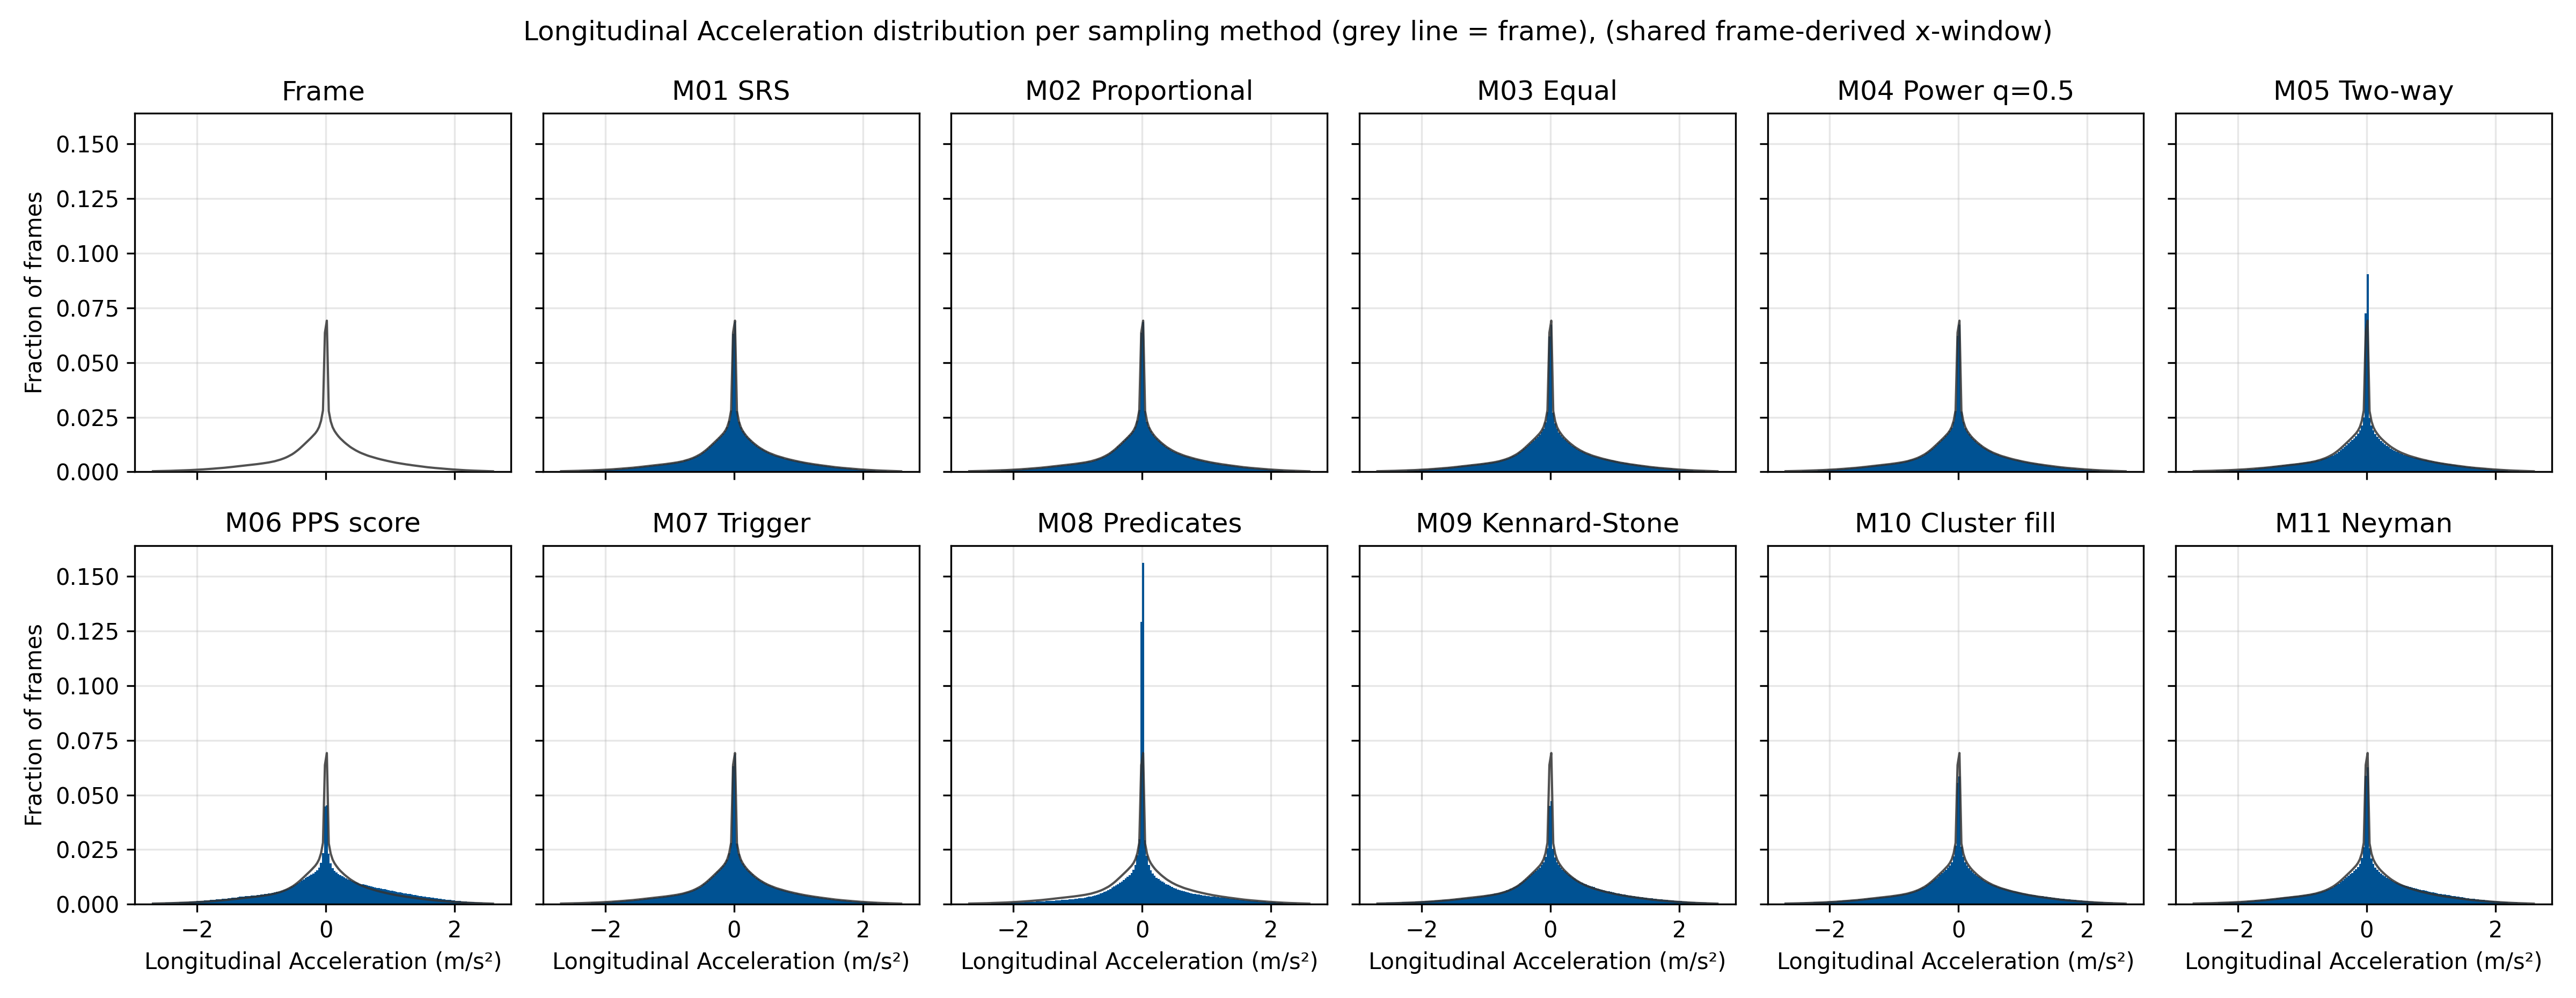 Longitudinal Acceleration distribution per sampling method (grey line = frame), (shared frame-derived x-window)
Frame
M01 SRS
M02 Proportional
M03 Equal
M04 Power q=0.5
M05 Two-way
0.150
0.125
0.100
0.075
0.050
0.025
0.000
Fraction of frames
M06 PPS score
M07 Trigger
M08 Predicates
M09 Kennard-Stone
M10 Cluster fill
M11 Neyman
0.150
0.125
0.100
0.075
0.050
0.025
0.000
Fraction of frames
−2 0 2
−2 0 2
−2 0 2
−2 0 2
−2 0 2
−2 0 2
Longitudinal Acceleration (m/s²)
Longitudinal Acceleration (m/s²)
Longitudinal Acceleration (m/s²)
Longitudinal Acceleration (m/s²)
Longitudinal Acceleration (m/s²)
Longitudinal Acceleration (m/s²)